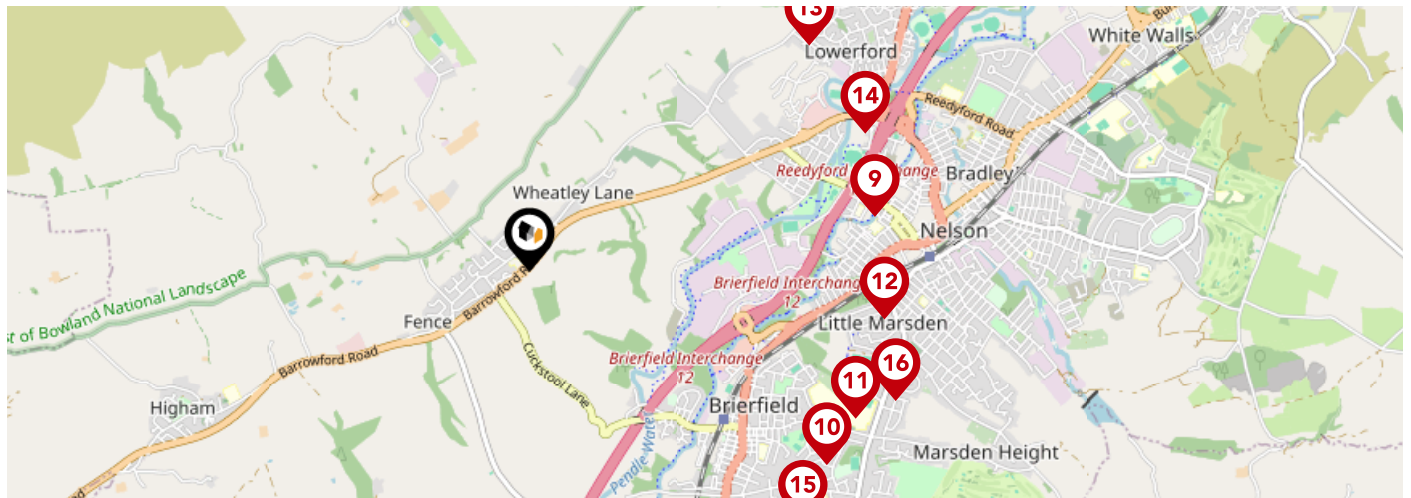 13
Lowerford
White Walls
14
Reedyford Road
Reedyford
9
Bradley
Wheatley Lane
Nelson
Barrowford
Brierfield Interchange
12
12
Little Marsden
r of Bowland National Landscape
Fence
Barrowford Road
Cuckstool Lane
Brierfield Interchange
12
16
11
Higham
Brierfield
10
Pendle Water
Marsden Height
15